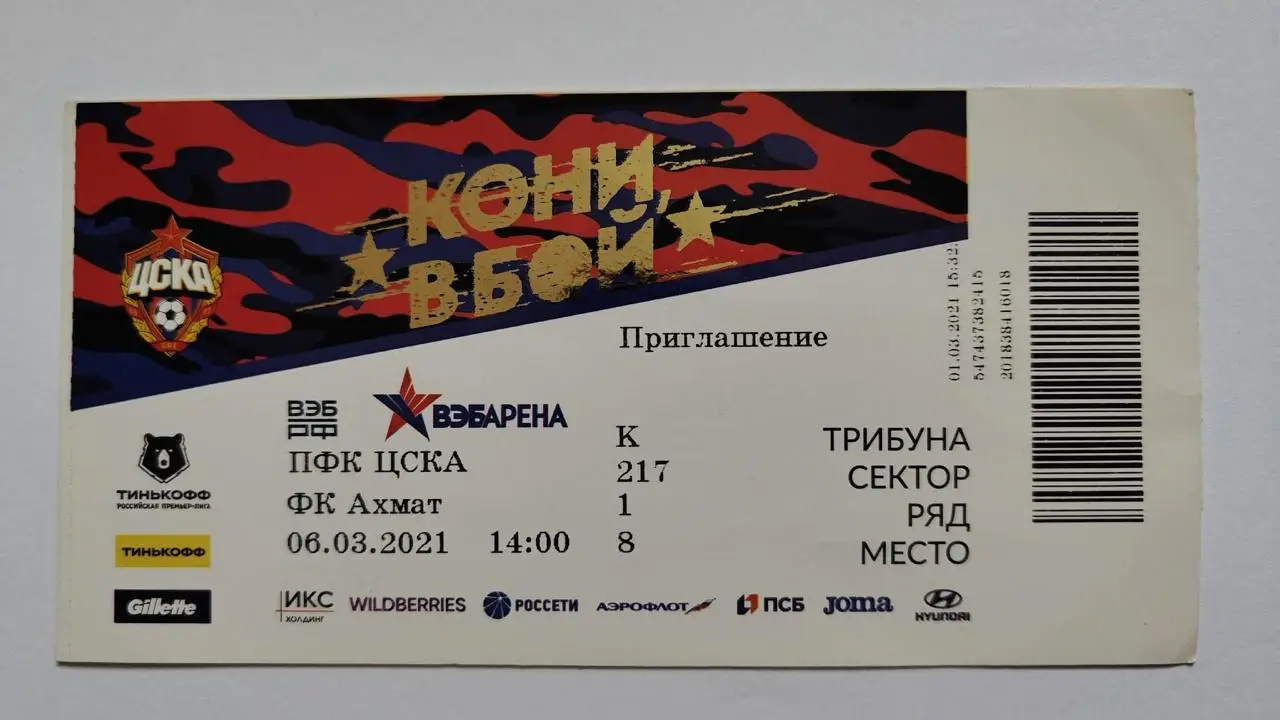 КОНИ,
В БОЙ
ЦСКА
Приглашение
01.03.2021 15:32
57437382415
201838416018
ВЭБ
РФ
ВЭБАРЕНА
ПФК ЦСКА
ФК Ахмат
06.03.2021 14:00
К
217
1
8
ТРИБУНА
СЕКТОР
РЯД
МЕСТО
ТИНЬКОФФ
РОССИЙСКАЯ ПРЕМЬЕР-ЛИГА
ТИНЬКОФФ
Gillette
ИКС
ХОЛДИНГ
WILDBERRIES
РОССЕТИ
АЭРОФЛОТ
ПСБ
Joma
HYUNDAI